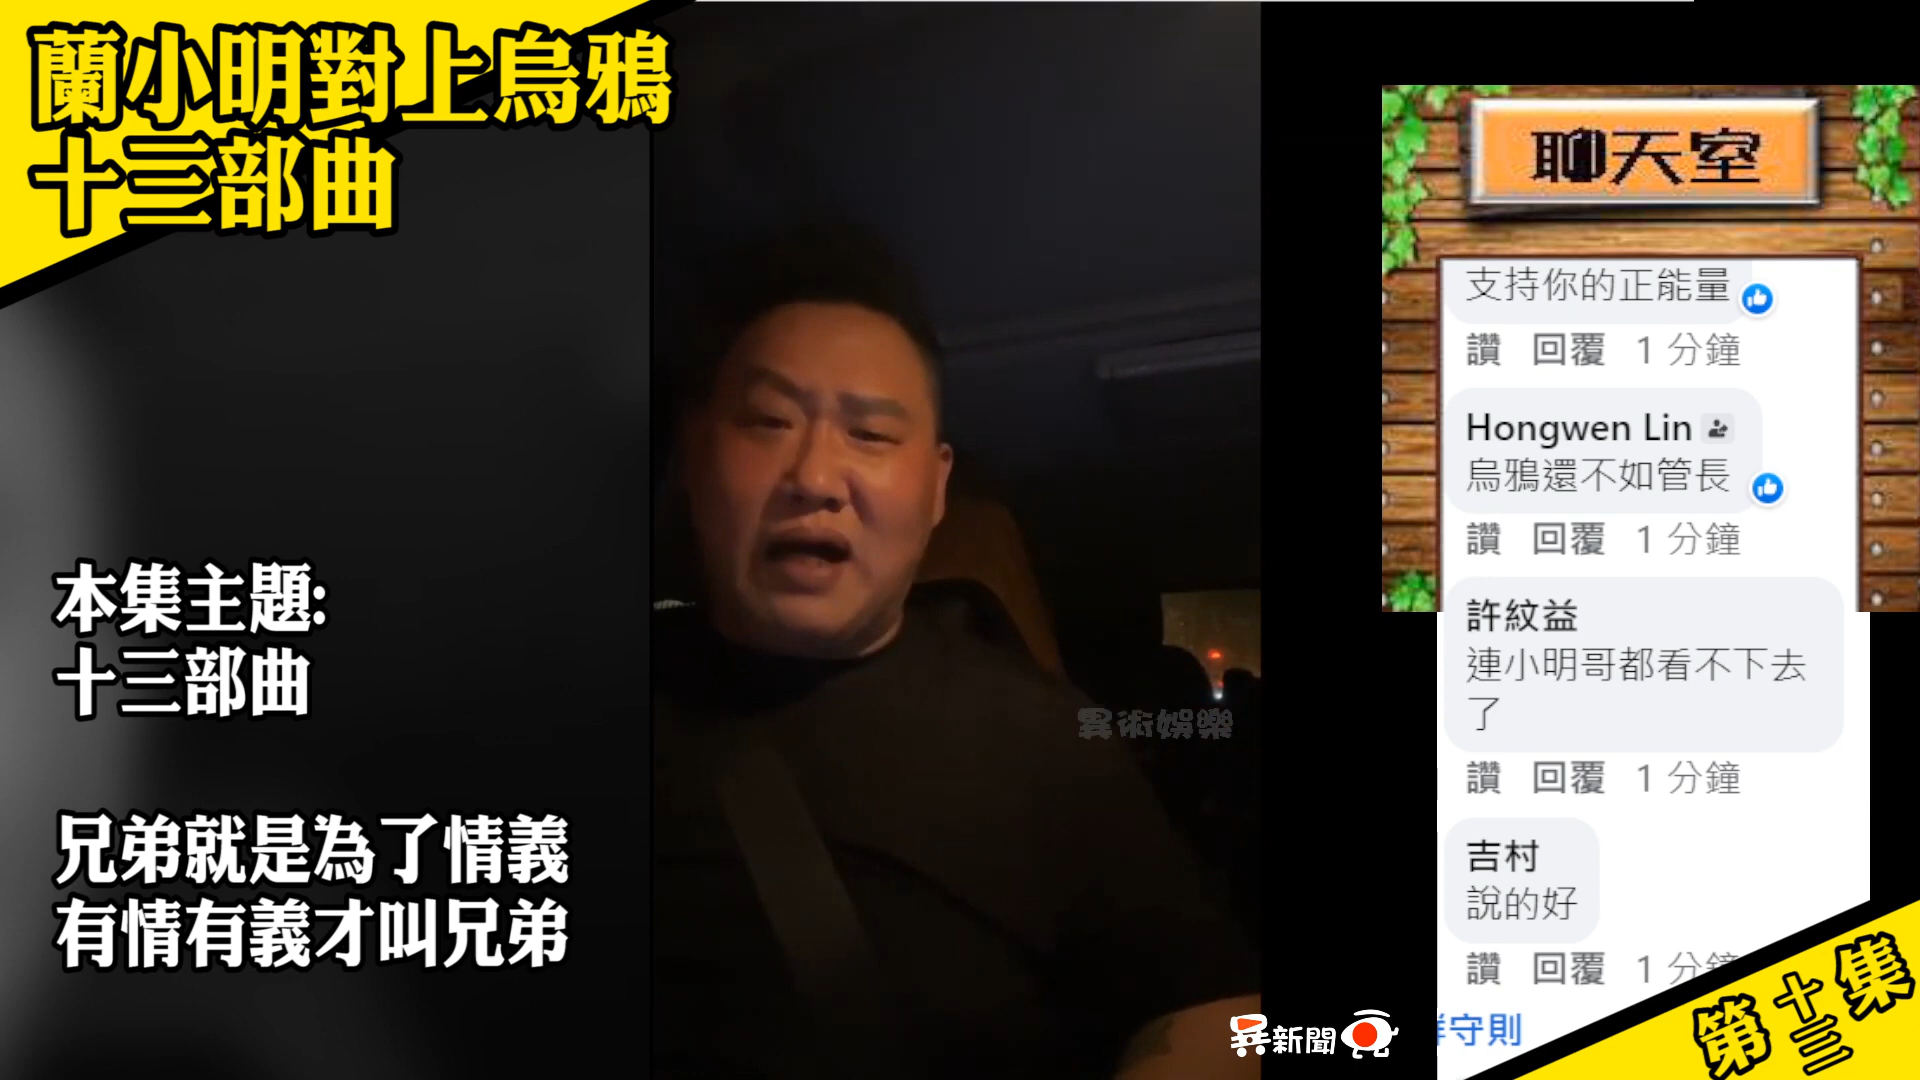 蘭小明對上烏鴉
十三部曲
本集主題:
十三部曲
兄弟就是為了情義
有情有義才叫兄弟
異術娛樂
異新聞
聊天室
支持你的正能量
讚 回覆 1 分鐘
Hongwen Lin
烏鴉還不如管長
讚 回覆 1 分鐘
許紋益
連小明哥都看不下去
了
讚 回覆 1 分鐘
吉村
說的好
讚 回覆 1 分鐘
守則
第十三集